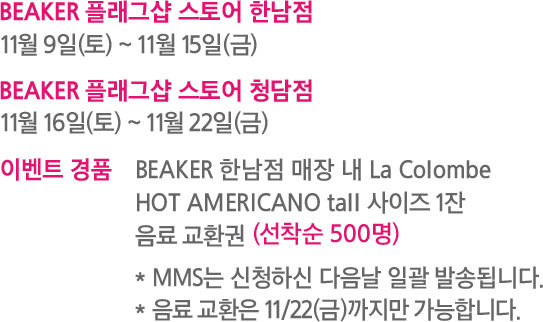 BEAKER 플래그샵 스토어 한남점
11월 9일(토) ~ 11월 15일(금)
BEAKER 플래그샵 스토어 청담점
11월 16일(토) ~ 11월 22일(금)
이벤트 경품 BEAKER 한남점 매장 내 La Colombe
HOT AMERICANO tall 사이즈 1잔
음료 교환권 (선착순 500명)
* MMS는 신청하신 다음날 일괄 발송됩니다.
* 음료 교환은 11/22(금)까지만 가능합니다.